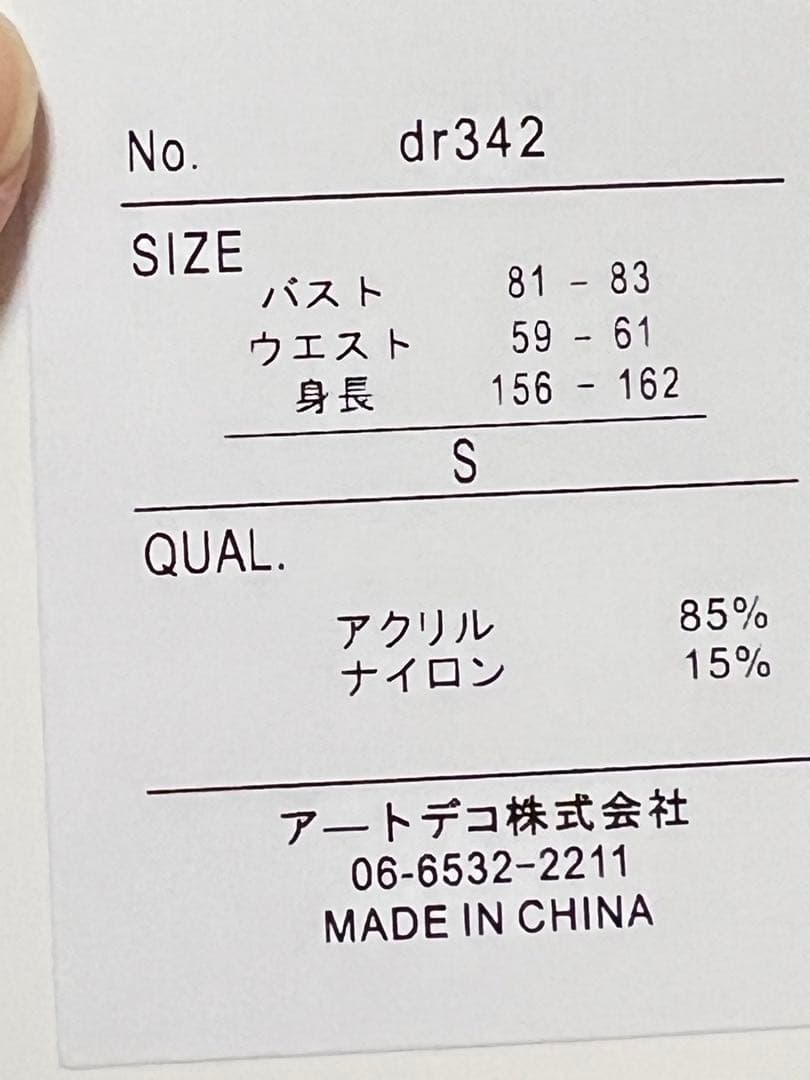 No. dr342
SIZE
バスト 81 - 83
ウエスト 59 - 61
身長 156 - 162
S
QUAL.
アクリル 85%
ナイロン 15%
アートデコ株式会社
06-6532-2211
MADE IN CHINA